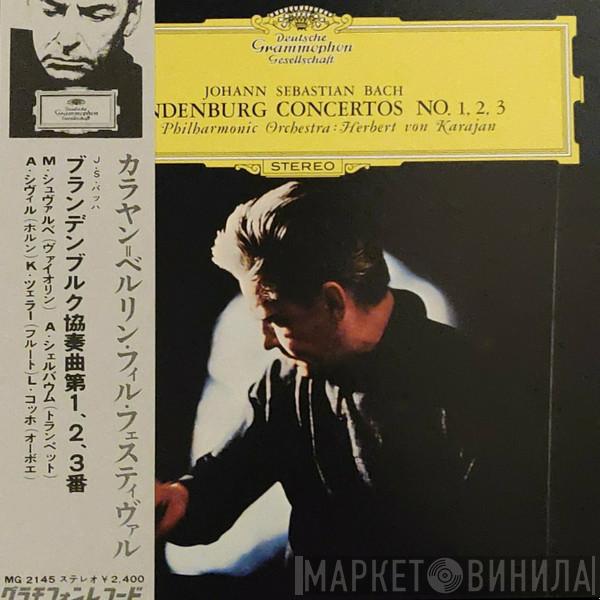 Deutsche
Grammophon
Gesellschaft
カラヤン=ベルリン・フィル・フェスティヴァル
J・S・バッハ
ブランデンブルク協奏曲第1、2、3番
M・シュヴァルベ(ヴァイオリン) A・シェルバウム(トランペット)
A・シヴィル(ホルン) K・ツェラー(フルート) L・コッホ(オーボエ)
MG 2145 ステレオ ¥2,400
グラモフォンレコード
Deutsche
Grammophon
Gesellschaft
JOHANN SEBASTIAN BACH
NDENBURG CONCERTOS NO. 1, 2, 3
Philharmonic Orchestra: Herbert von Karajan
STEREO
МАРКЕТ ВИНИЛА